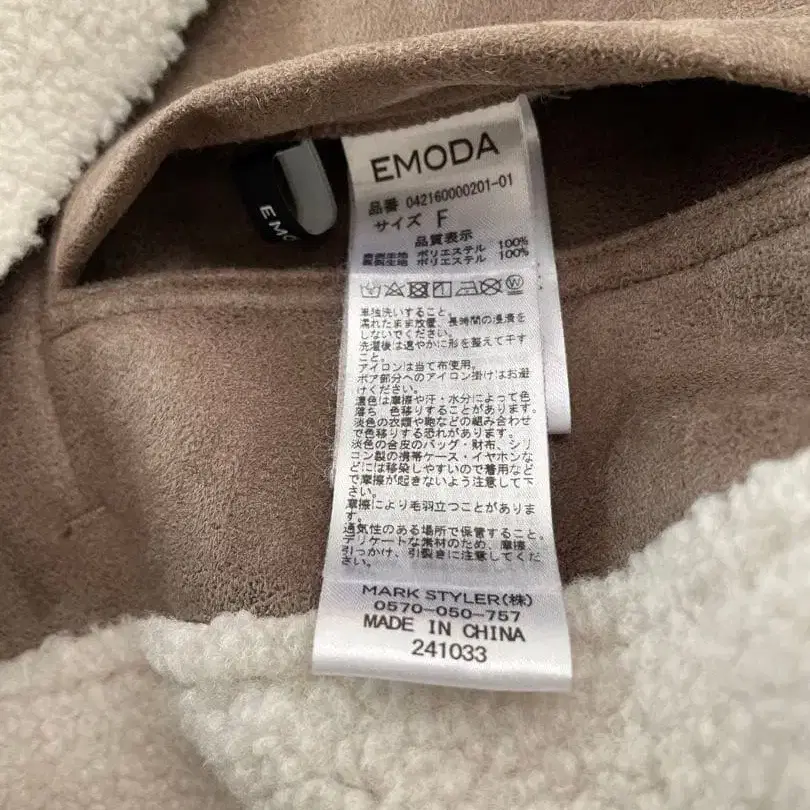 EMODA
品番 042160000201-01
サイズ F
品質表示
表側生地 ポリエステル 100%
裏側生地 ポリエステル 100%
単独洗いすること。
濡れたまま放置、長時間の浸漬を
しないでください。
洗濯後は速やかに形を整えて干す
こと。
アイロンは当て布使用。
ボア部分へのアイロン掛けはお避
けください。
濃色は摩擦や汗・水分によって色
落ち 色移りすることがあります。
淡色の衣類や鞄などの組み合わせ
で色移りする恐れがあります。
淡色の合皮のバッグ・財布、シリ
コン製の携帯ケース・イヤホンな
どには移染しやすいので着用など
で摩擦が起きないよう注意して下
さい。
摩擦により毛羽立つことがありま
す。
通気性のある場所で保管すること。
デリケートな素材のため、摩擦、
引っかけ、引裂きに注意してくだ
さい。
MARK STYLER(株)
0570-050-757
MADE IN CHINA
241033
EMO